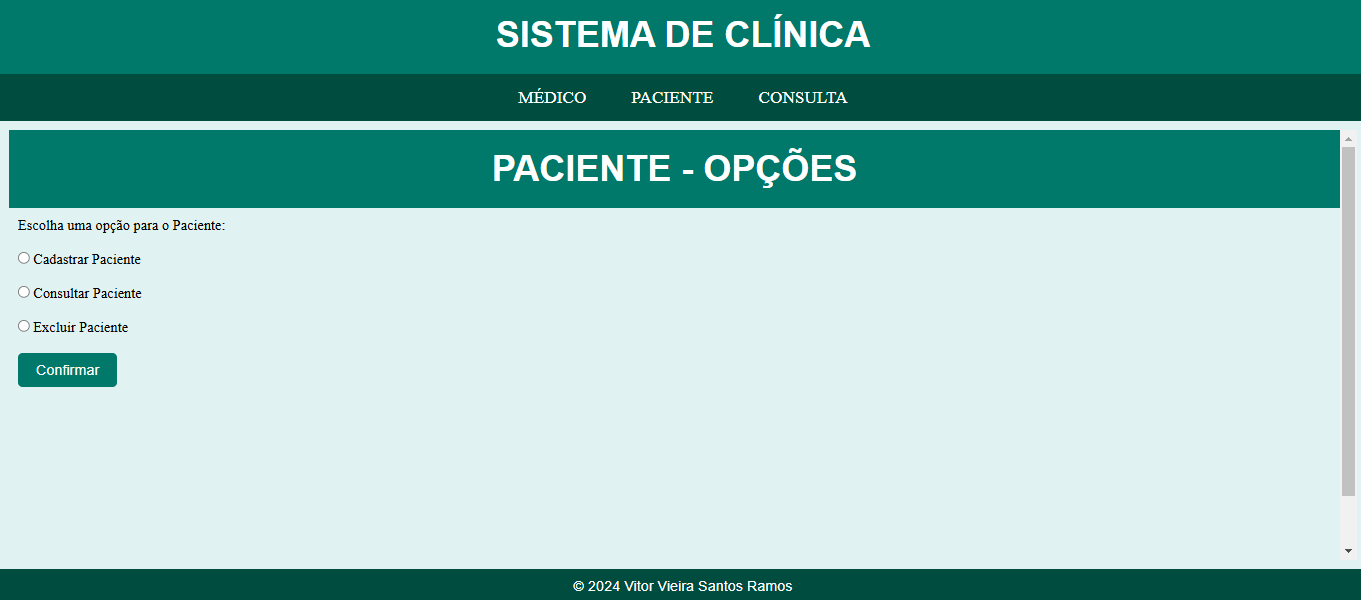 SISTEMA DE CLÍNICA
MÉDICO PACIENTE CONSULTA
PACIENTE - OPÇÕES
Escolha uma opção para o Paciente:
Cadastrar Paciente
Consultar Paciente
Excluir Paciente
Confirmar
© 2024 Vitor Vieira Santos Ramos